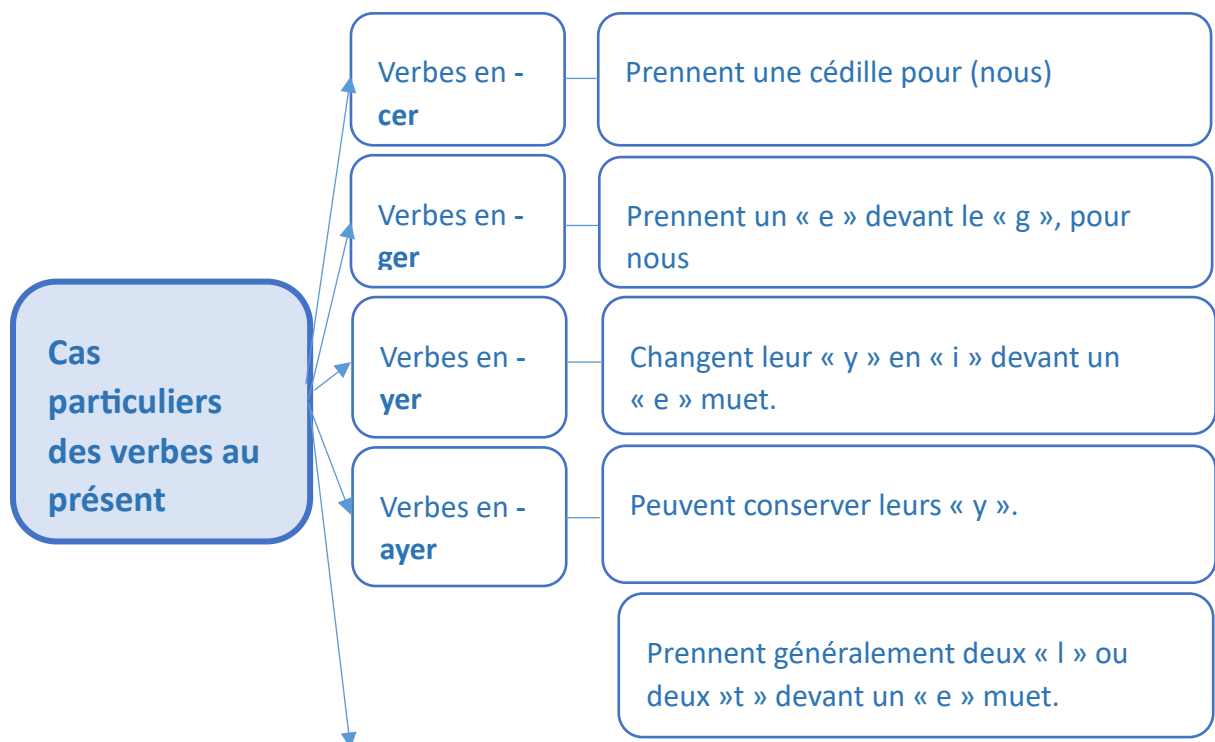 Verbes en -
cer
Prennent une cédille pour (nous)
Verbes en -
ger
Prennent un « e » devant le « g », pour
nous
Cas
particuliers
des verbes au
présent
Verbes en -
yer
Changent leur « y » en « i » devant un
« e » muet.
Verbes en -
ayer
Peuvent conserver leurs « y ».
Prennent généralement deux « l » ou
deux »t » devant un « e » muet.